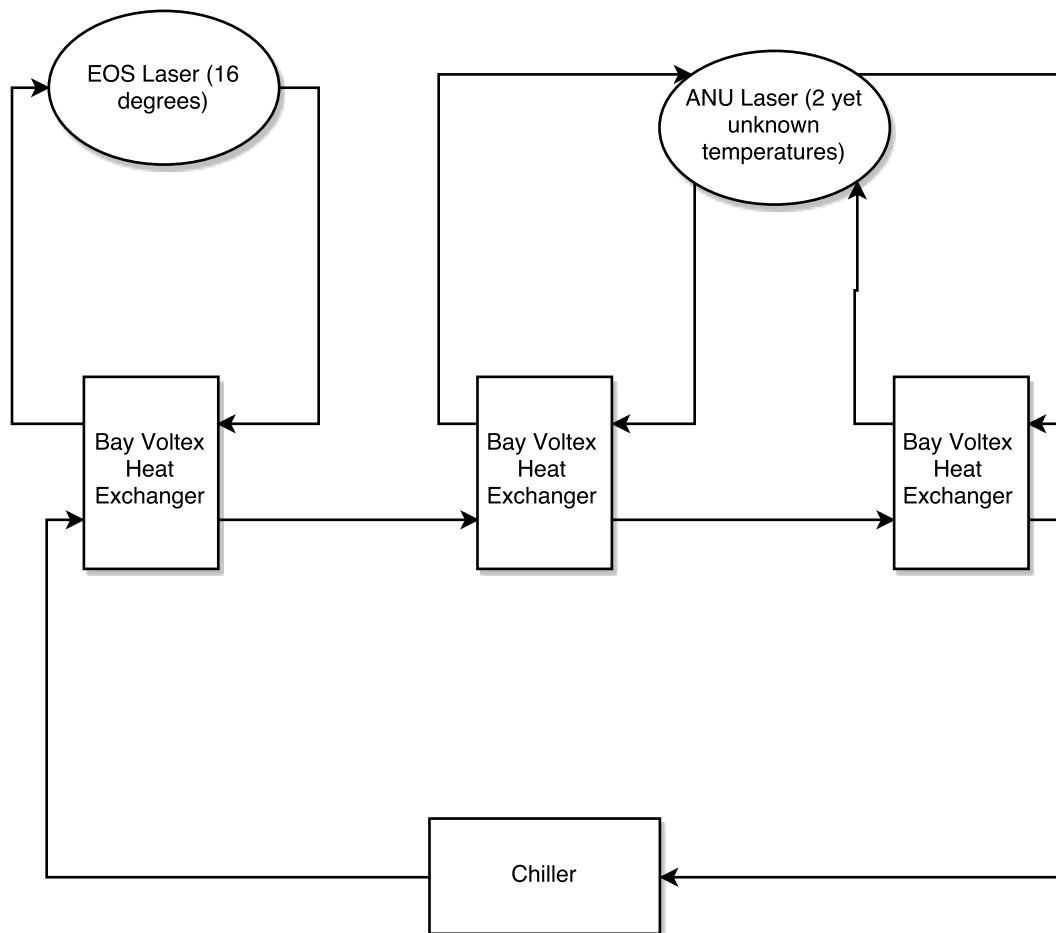 EOS Laser (16
degrees)
ANU Laser (2 yet
unknown
temperatures)
Bay Voltex
Heat
Exchanger
Bay Voltex
Heat
Exchanger
Bay Voltex
Heat
Exchanger
Chiller